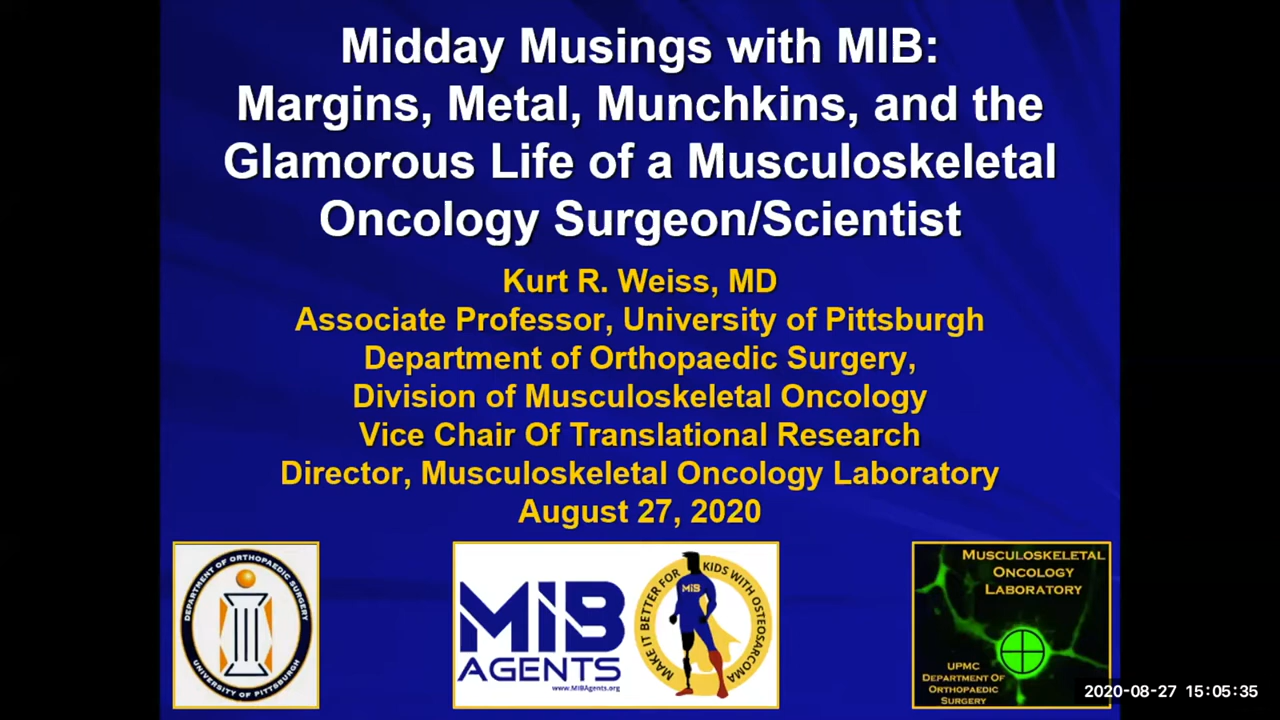 Midday Musings with MIB:
Margins, Metal, Munchkins, and the
Glamorous Life of a Musculoskeletal
Oncology Surgeon/Scientist
Kurt R. Weiss, MD
Associate Professor, University of Pittsburgh
Department of Orthopaedic Surgery,
Division of Musculoskeletal Oncology
Vice Chair Of Translational Research
Director, Musculoskeletal Oncology Laboratory
August 27, 2020
DEPARTMENT OF ORTHOPAEDIC SURGERY
UNIVERSITY OF PITTSBURGH
MIB
AGENTS
www.MIBAgents.org
MAKE IT BETTER FOR KIDS WITH OSTEOSARCOMA
MiB
MUSCULOSKELETAL
ONCOLOGY
LABORATORY
UPMC
DEPARTMENT OF
ORTHOPAEDIC
SURGERY
2020-08-27 15:05:35